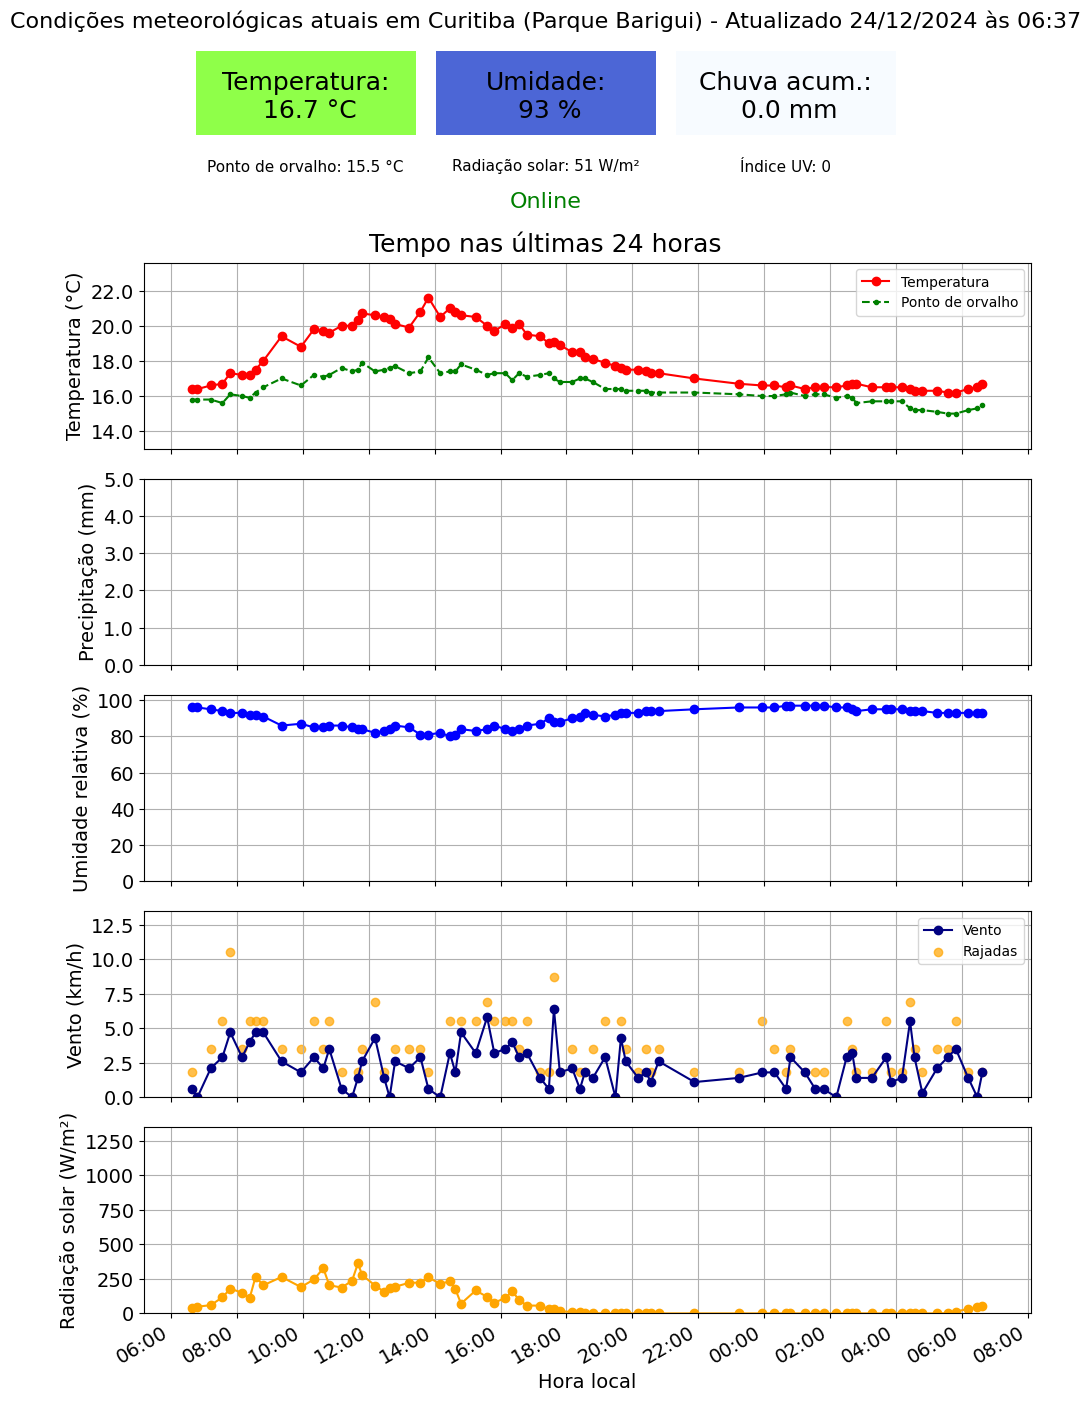 Condições meteorológicas atuais em Curitiba (Parque Barigui) - Atualizado 24/12/2024 às 06:37
Temperatura:
16.7 °C
Umidade:
93 %
Chuva acum.:
0.0 mm
Ponto de orvalho: 15.5 °C
Radiação solar: 51 W/m²
Índice UV: 0
Online
Tempo nas últimas 24 horas
Temperatura (°C)
22.0
20.0
18.0
16.0
14.0
Temperatura
Ponto de orvalho
Precipitação (mm)
5.0
4.0
3.0
2.0
1.0
0.0
Umidade relativa (%)
100
80
60
40
20
0
Vento (km/h)
12.5
10.0
7.5
5.0
2.5
0.0
Vento
Rajadas
Radiação solar (W/m²)
1250
1000
750
500
250
0
06:00
08:00
10:00
12:00
14:00
16:00
18:00
20:00
22:00
00:00
02:00
04:00
06:00
08:00
Hora local